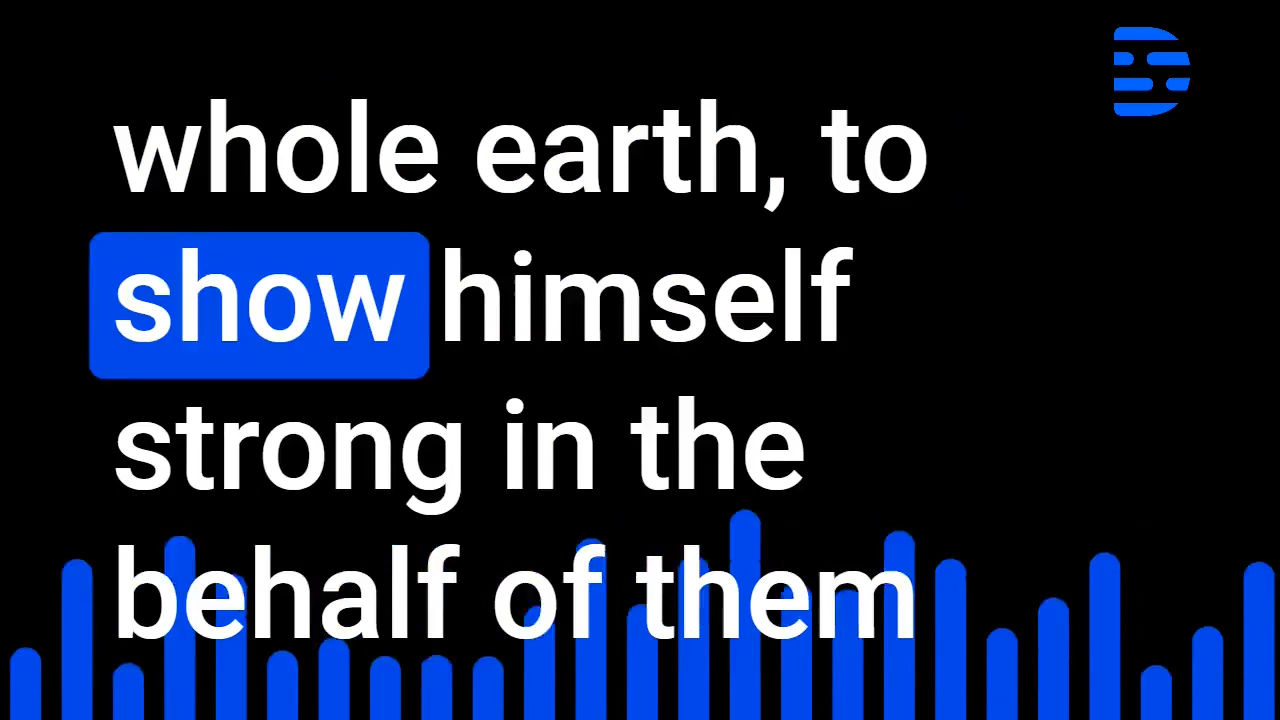 whole earth, to
show himself
strong in the
behalf of them